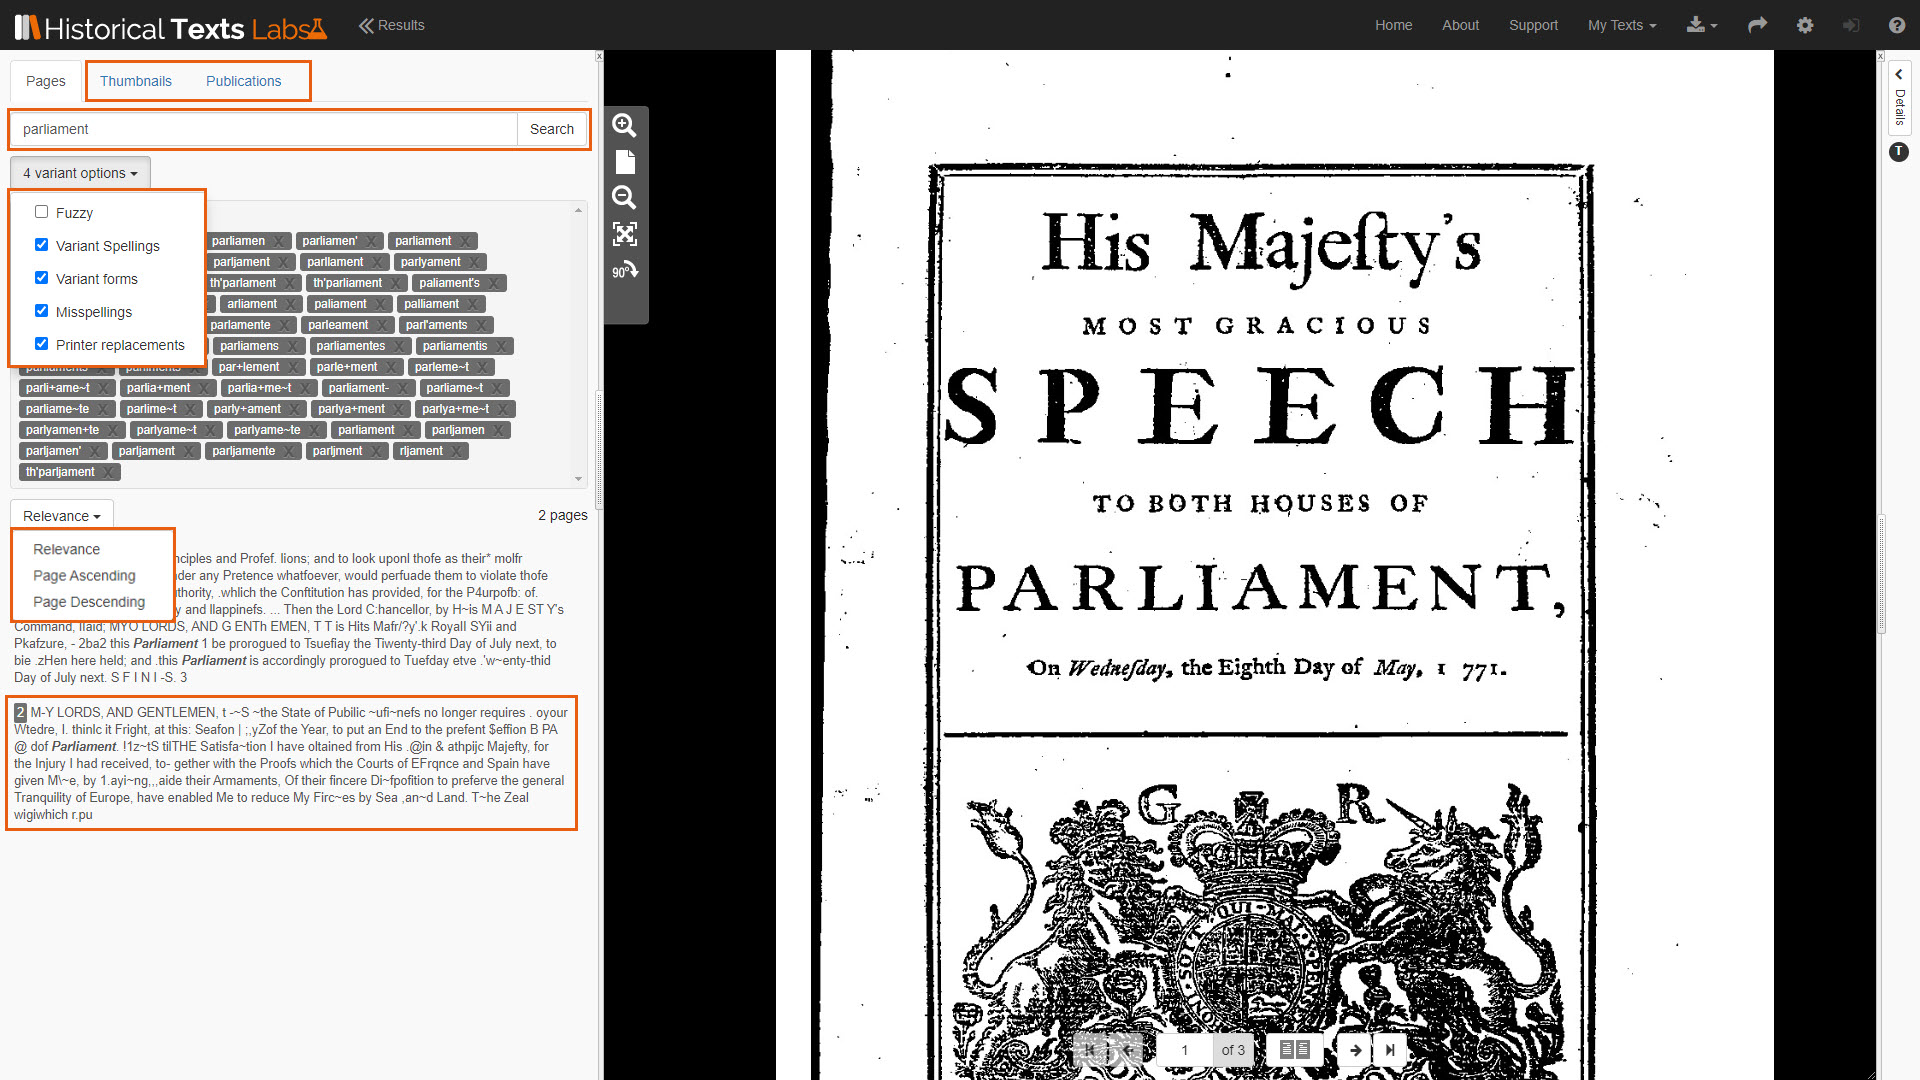 Historical Texts Labs
Results
Home About Support My Texts
Pages Thumbnails Publications
parliament Search
4 variant options
Fuzzy
Variant Spellings
Variant forms
Misspellings
Printer replacements
parliamen X parliamen' X parliament X
parljament X parllament X parlyament X
th'parlament X th'parliament X paliament's X
arliament X paliament X palliament X
parlamente X parleament X parl'aments X
parliamens X parliamentes X parliamentis X
par+lement X parle+ment X parleme~t X
parli+ame~t X parlia+ment X parlia+me~t X parliament- X parliame~t X
parliame~te X parlime~t X parly+ament X parlya+ment X parlya+me~t X
parlyamen+te X parlyame~t X parlyame~te X parliament X parljamen X
parljamen' X parljament X parljamente X parljment X rljament X
th'parljament X
Relevance 2 pages
Relevance
Page Ascending
Page Descending
nciples and Profef. lions; and to look uponl thofe as their* molfr
nder any Pretence whatfoever, would perfuade them to violate thofe
uthority, .whlich the Conftitution has provided, for the P4urpofb: of.
y and Ilappinefs. ... Then the Lord C:hancellor, by H~is M A J E ST Y's
Command, llaid; MYO LORDS, AND G ENTh EMEN, T T is Hits Mafr/?y'.k Royall SYii and
Pkafzure, - 2ba2 this Parliament 1 be prorogued to Tsuefiay the Tiwenty-third Day of July next, to
bie .zHen here held; and .this Parliament is accordingly prorogued to Tuefday etve .'w~enty-thid
Day of July next. S F I N I -S. 3
2 M-Y LORDS, AND GENTLEMEN, t -~S ~the State of Pubilic ~ufi~nefs no longer requires . oyour
Wtedre, I. thinlc it Fright, at this: Seafon | ;,yZof the Year, to put an End to the prefent $effion B PA
@ dof Parliament. !1z~tS tilTHE Satisfa~tion I have oltained from His .@in & athpijc Majefty, for
the Injury I had received, to- gether with the Proofs which the Courts of EFrqnce and Spain have
given M\~e, by 1.ayi~ng,,,aide their Armaments, Of their fincere Di~fpofition to preferve the general
Tranquility of Europe, have enabled Me to reduce My Firc~es by Sea ,an~d Land. T~he Zeal
wigiwhich r.pu
90°
His Majeſty's
MOST GRACIOUS
SPEECH
TO BOTH HOUSES OF
PARLIAMENT,
On Wedneſday, the Eighth Day of May, 1771.
G R
1 of 3
Details
T